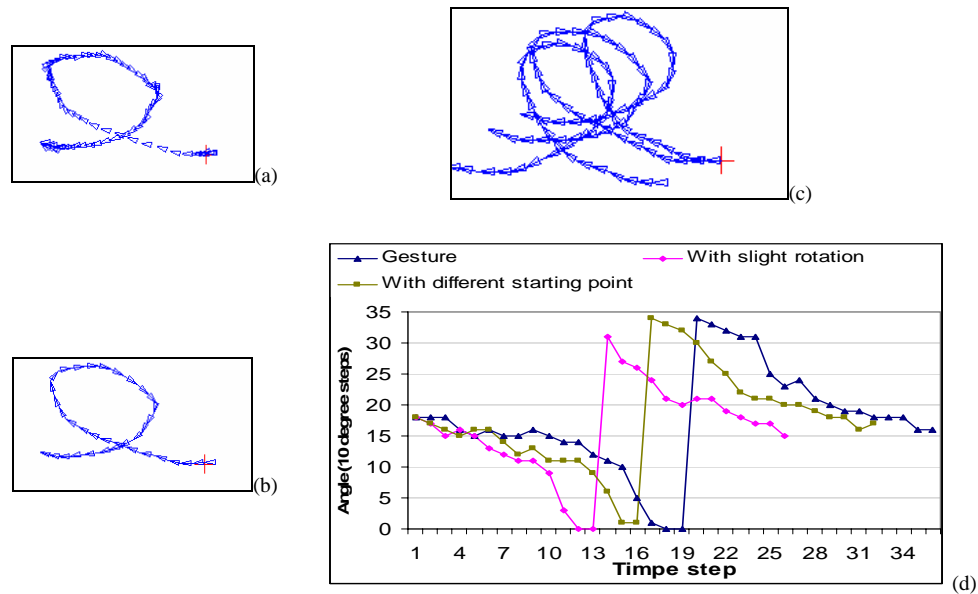 (a)
(c)
(b)
Gesture
With slight rotation
With different starting point
35
30
25
20
15
10
5
0
Angle (10 degree steps)
1 4 7 10 13 16 19 22 25 28 31 34
Timpe step
(d)